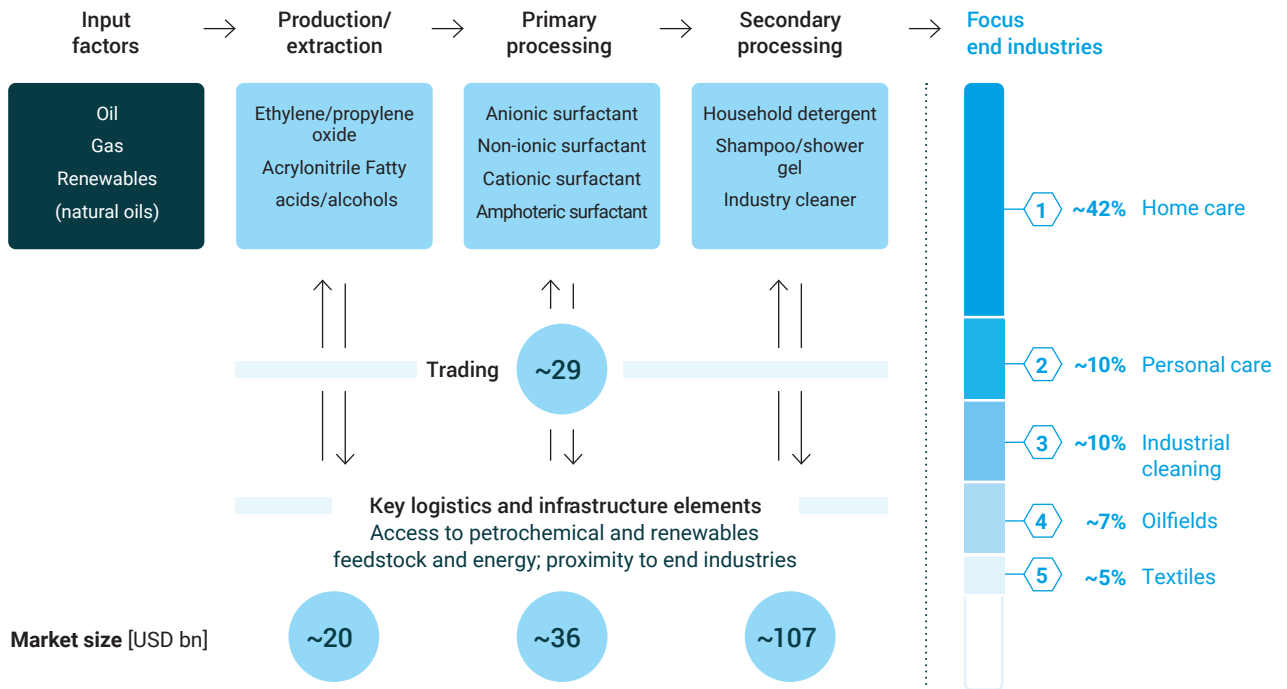 Input
factors
Production/
extraction
Primary
processing
Secondary
processing
Focus
end industries
Oil
Gas
Renewables
(natural oils)
Ethylene/propylene
oxide
Acrylonitrile Fatty
acids/alcohols
Anionic surfactant
Non-ionic surfactant
Cationic surfactant
Amphoteric surfactant
Household detergent
Shampoo/shower
gel
Industry cleaner
1 ~42% Home care
2 ~10% Personal care
3 ~10% Industrial
cleaning
4 ~7% Oilfields
5 ~5% Textiles
Trading ~29
Key logistics and infrastructure elements
Access to petrochemical and renewables
feedstock and energy; proximity to end industries
Market size [USD bn] ~20 ~36 ~107